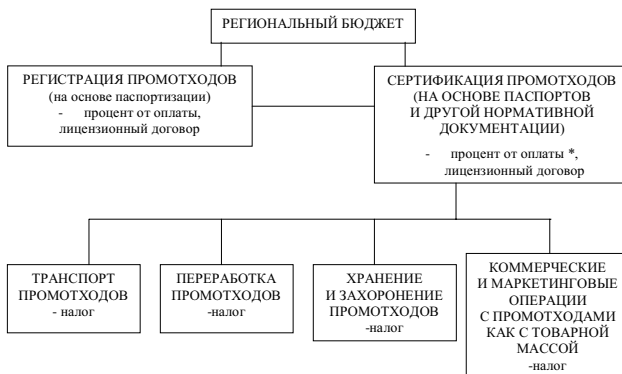 РЕГИОНАЛЬНЫЙ БЮДЖЕТ
РЕГИСТРАЦИЯ ПРОМОТХОДОВ
(на основе паспортизации)
- процент от оплаты,
лицензионный договор
СЕРТИФИКАЦИЯ ПРОМОТХОДОВ
(НА ОСНОВЕ ПАСПОРТОВ
И ДРУГОЙ НОРМАТИВНОЙ
ДОКУМЕНТАЦИИ)
- процент от оплаты *,
лицензионный договор
ТРАНСПОРТ
ПРОМОТХОДОВ
- налог
ПЕРЕРАБОТКА
ПРОМОТХОДОВ
-налог
ХРАНЕНИЕ
И ЗАХОРОНЕНИЕ
ПРОМОТХОДОВ
-налог
КОММЕРЧЕСКИЕ
И МАРКЕТИНГОВЫЕ
ОПЕРАЦИИ
С ПРОМОТХОДАМИ
КАК С ТОВАРНОЙ
МАССОЙ
-налог